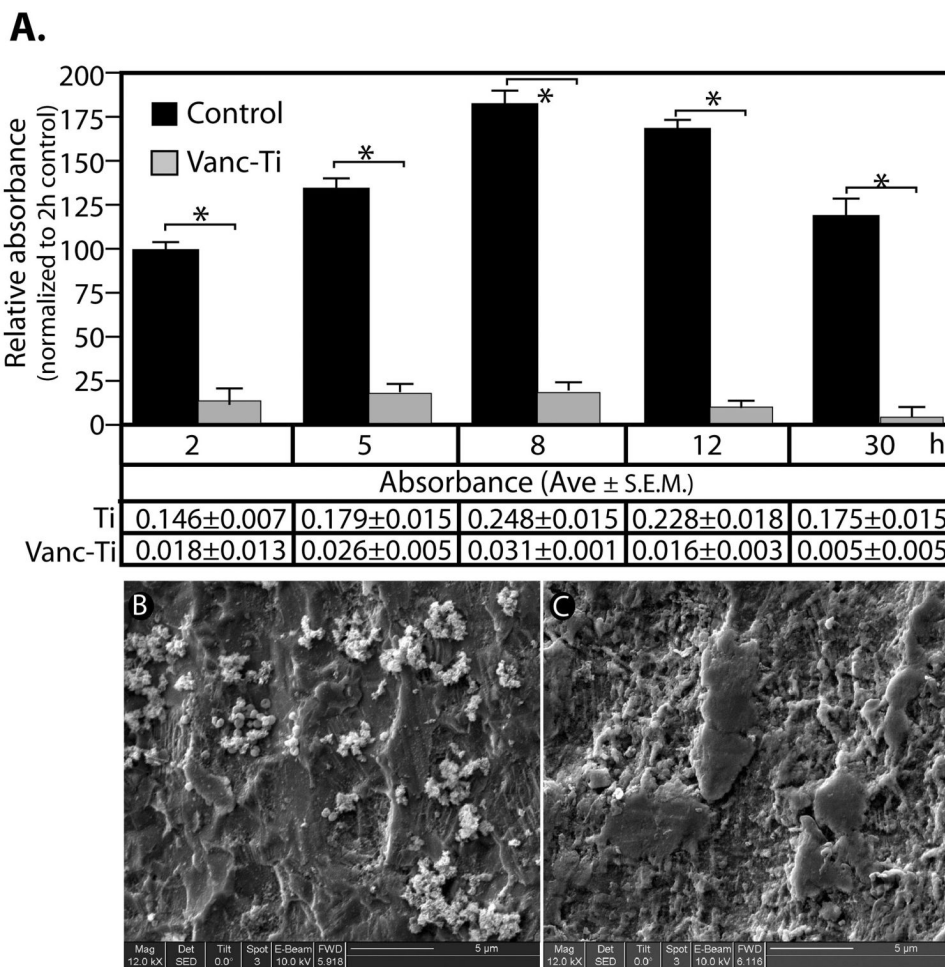 A.
Relative absorbance
(normalized to 2h control)
200
175
150
125
100
75
50
25
0
Control
Vanc-Ti
*
*
*
*
*
2 5 8 12 30 h
Absorbance (Ave ± S.E.M.)
Ti 0.146±0.007 0.179±0.015 0.248±0.015 0.228±0.018 0.175±0.015
Vanc-Ti 0.018±0.013 0.026±0.005 0.031±0.001 0.016±0.003 0.005±0.005
B
Mag Det Tilt Spot E-Beam FWD
12.0 kX SED 0.0° 3 10.0 kV 5.918 5 µm
C
Mag Det Tilt Spot E-Beam FWD
12.0 kX SED 0.0° 3 10.0 kV 6.116 5 µm